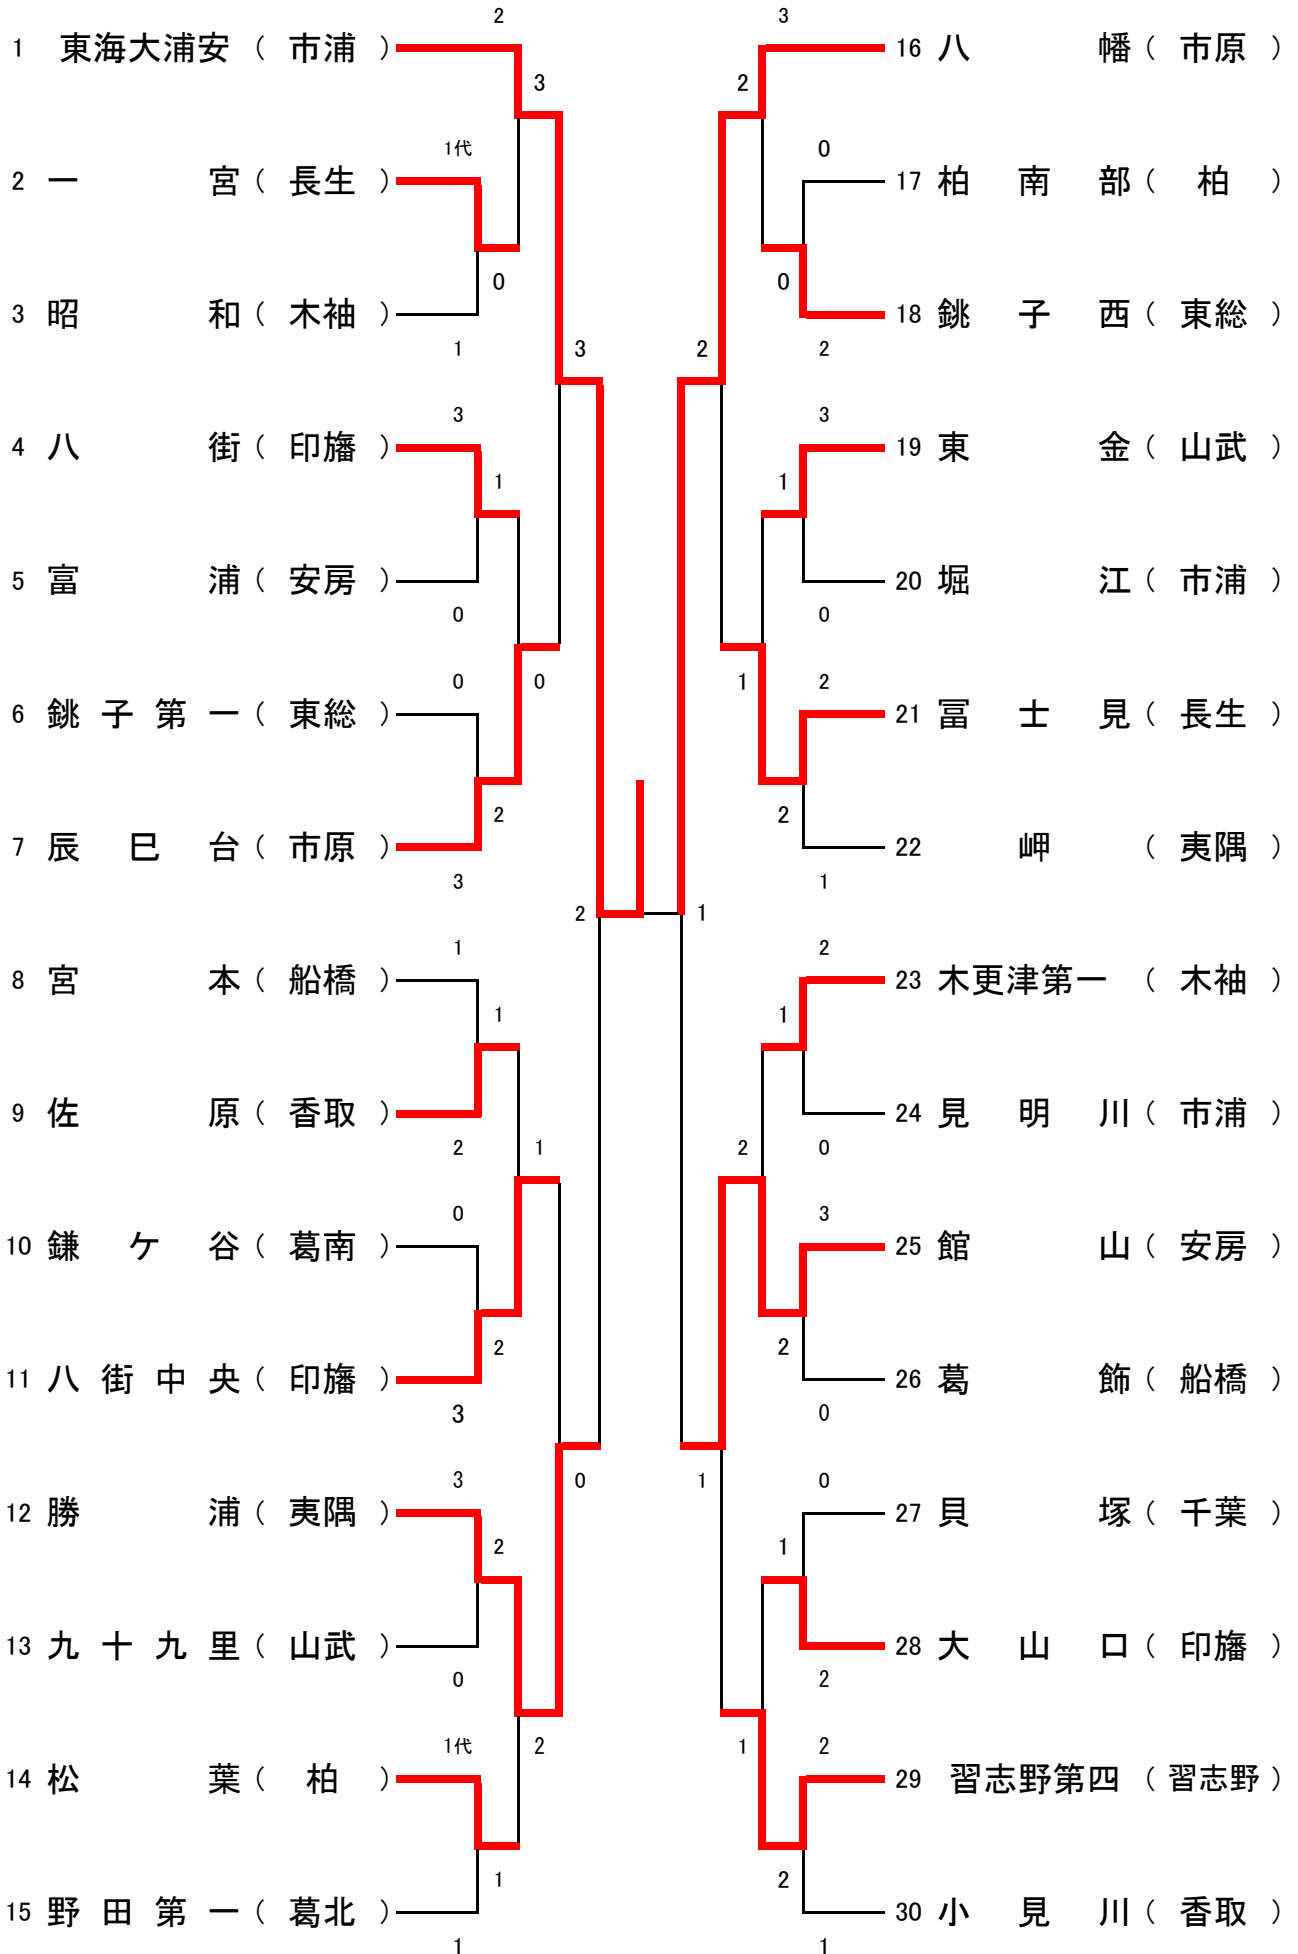 2
1 東海大浦安 ( 市浦 )
3
1代
2 一 宮 ( 長生 )
0
3 昭 和 ( 木袖 )
1
3
3
4 八 街 ( 印旛 )
1
5 富 浦 ( 安房 )
0
0
0
6 銚子第一 ( 東総 )
2
7 辰巳台 ( 市原 )
3
2
1
8 宮 本 ( 船橋 )
1
9 佐 原 ( 香取 )
2
1
0
10 鎌ケ谷 ( 葛南 )
2
11 八街中央 ( 印旛 )
3
3
0
12 勝 浦 ( 夷隅 )
2
13 九十九里 ( 山武 )
0
1代
2
14 松 葉 ( 柏 )
1
15 野田第一 ( 葛北 )
1
3
16 八 幡 ( 市原 )
2
0
17 柏南部 ( 柏 )
0
18 銚子西 ( 東総 )
2
2
3
19 東 金 ( 山武 )
1
20 堀 江 ( 市浦 )
0
1
2
21 冨士見 ( 長生 )
2
22 岬 ( 夷隅 )
1
1
2
23 木更津第一 ( 木袖 )
1
24 見明川 ( 市浦 )
0
2
3
25 館 山 ( 安房 )
2
26 葛 飾 ( 船橋 )
0
1
0
27 貝 塚 ( 千葉 )
1
28 大山口 ( 印旛 )
2
1
2
29 習志野第四 ( 習志野 )
2
30 小見川 ( 香取 )
1